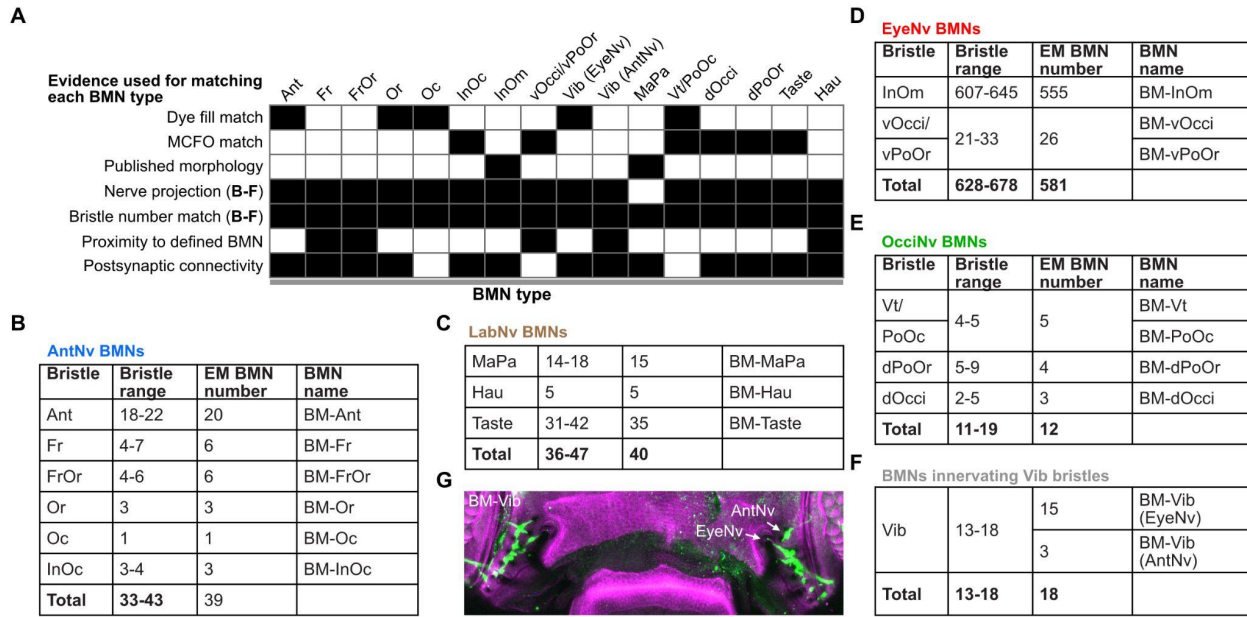 A
Evidence used for matching
each BMN type
Ant
Fr
FrOr
Or
Oc
InOc
InOm
vOcci/vPoOr
Vib (EyeNv)
Vib (AntNv)
MaPa
Vt/PoOc
dOcci
dPoOr
Taste
Hau
Dye fill match
MCFO match
Published morphology
Nerve projection (B-F)
Bristle number match (B-F)
Proximity to defined BMN
Postsynaptic connectivity
BMN type
B
AntNv BMNs
Bristle Bristle range EM BMN number BMN name
Ant 18-22 20 BM-Ant
Fr 4-7 6 BM-Fr
FrOr 4-6 6 BM-FrOr
Or 3 3 BM-Or
Oc 1 1 BM-Oc
InOc 3-4 3 BM-InOc
Total 33-43 39
C
LabNv BMNs
MaPa 14-18 15 BM-MaPa
Hau 5 5 BM-Hau
Taste 31-42 35 BM-Taste
Total 36-47 40
G
BM-Vib
AntNv
EyeNv
D
EyeNv BMNs
Bristle Bristle range EM BMN number BMN name
InOm 607-645 555 BM-InOm
vOcci/ 21-33 26 BM-vOcci
vPoOr BM-vPoOr
Total 628-678 581
E
OcciNv BMNs
Bristle Bristle range EM BMN number BMN name
Vt/ 4-5 5 BM-Vt
PoOc BM-PoOc
dPoOr 5-9 4 BM-dPoOr
dOcci 2-5 3 BM-dOcci
Total 11-19 12
F
BMNs innervating Vib bristles
Vib 13-18 15 BM-Vib (EyeNv)
3 BM-Vib (AntNv)
Total 13-18 18